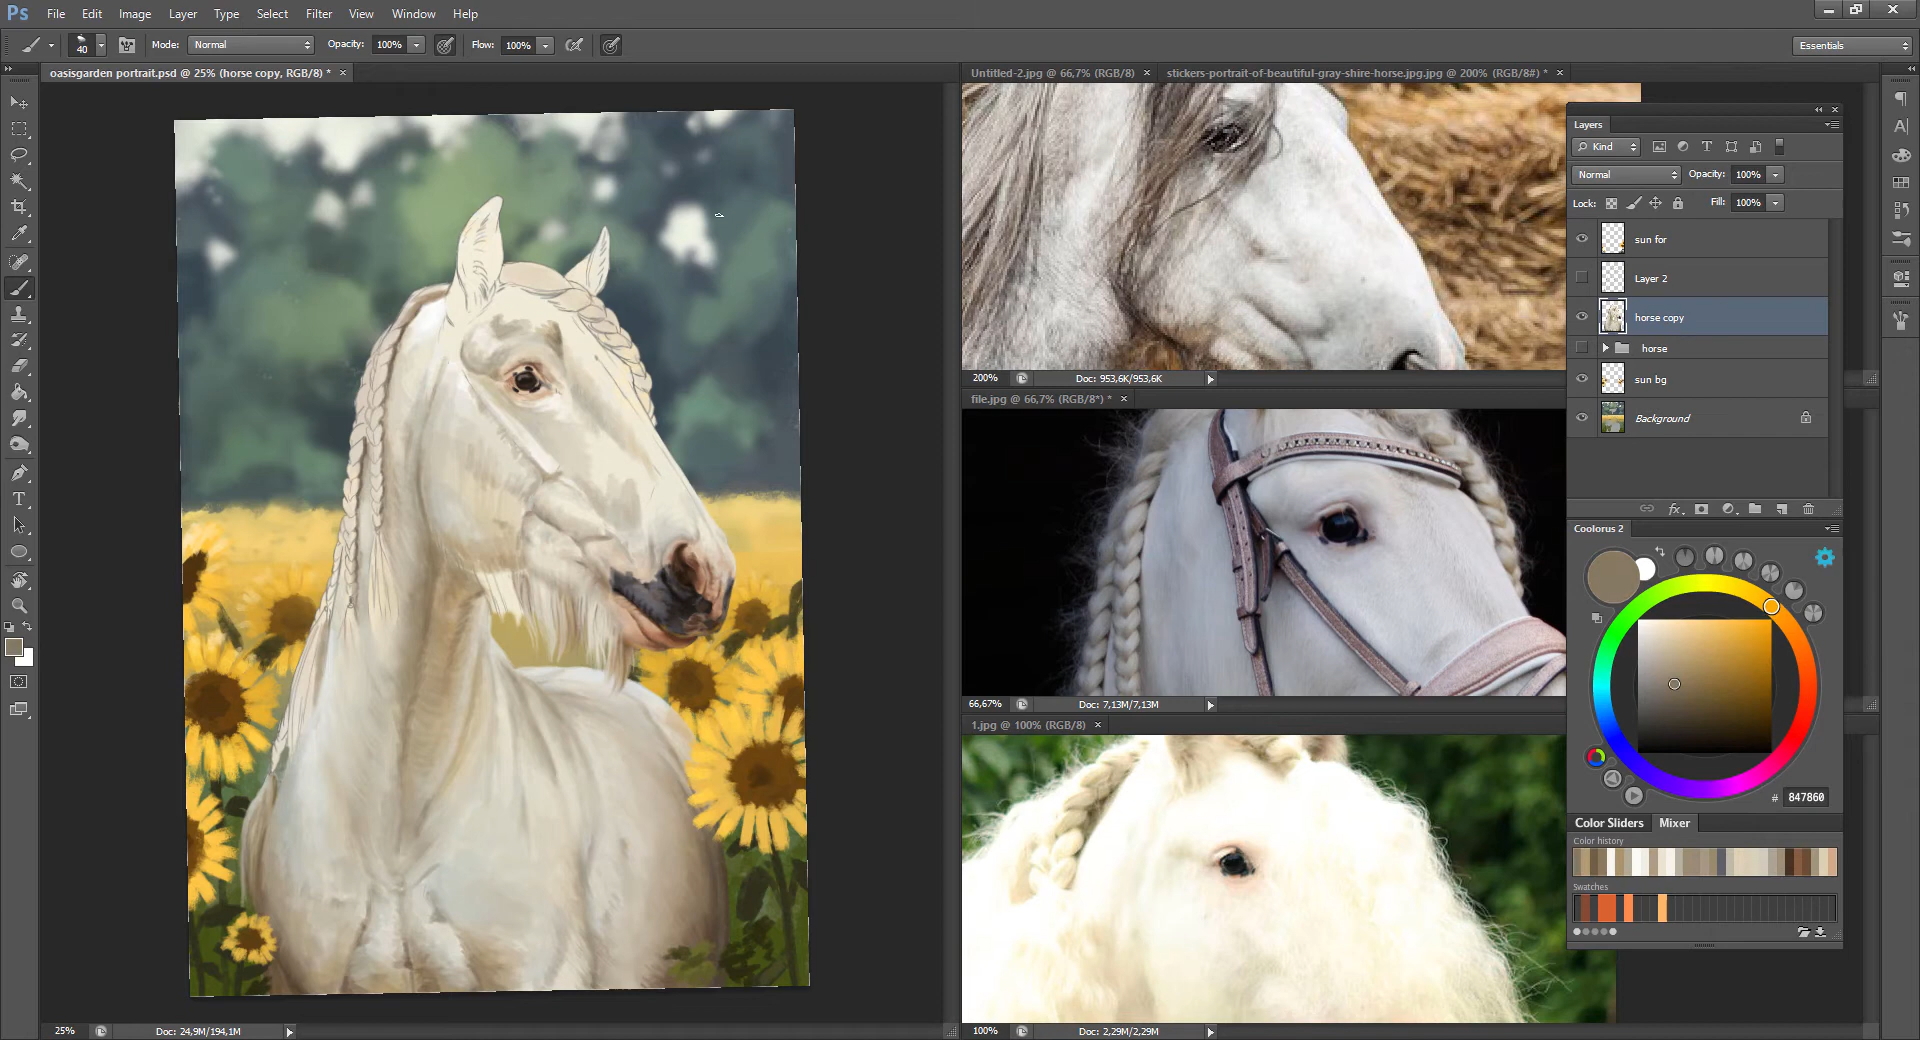 Ps File Edit Image Layer Type Select Filter View Window Help
40 Mode: Normal Opacity: 100% Flow: 100% Essentials
oasisgarden portrait.psd @ 25% (horse copy, RGB/8) *
Untitled-2.jpg @ 66,7% (RGB/8)
stickers-portrait-of-beautiful-gray-shire-horse.jpg.jpg @ 200% (RGB/8#) *
200% Doc: 953,6K/953,6K
file.jpg @ 66,7% (RGB/8*) *
66,67% Doc: 7,13M/7,13M
1.jpg @ 100% (RGB/8)
100% Doc: 2,29M/2,29M
25% Doc: 24,9M/194,1M
Layers
Kind
Normal Opacity: 100%
Lock: Fill: 100%
sun for
Layer 2
horse copy
horse
sun bg
Background
fx
Coolorus 2
# 847860
Color Sliders Mixer
Color history
Swatches